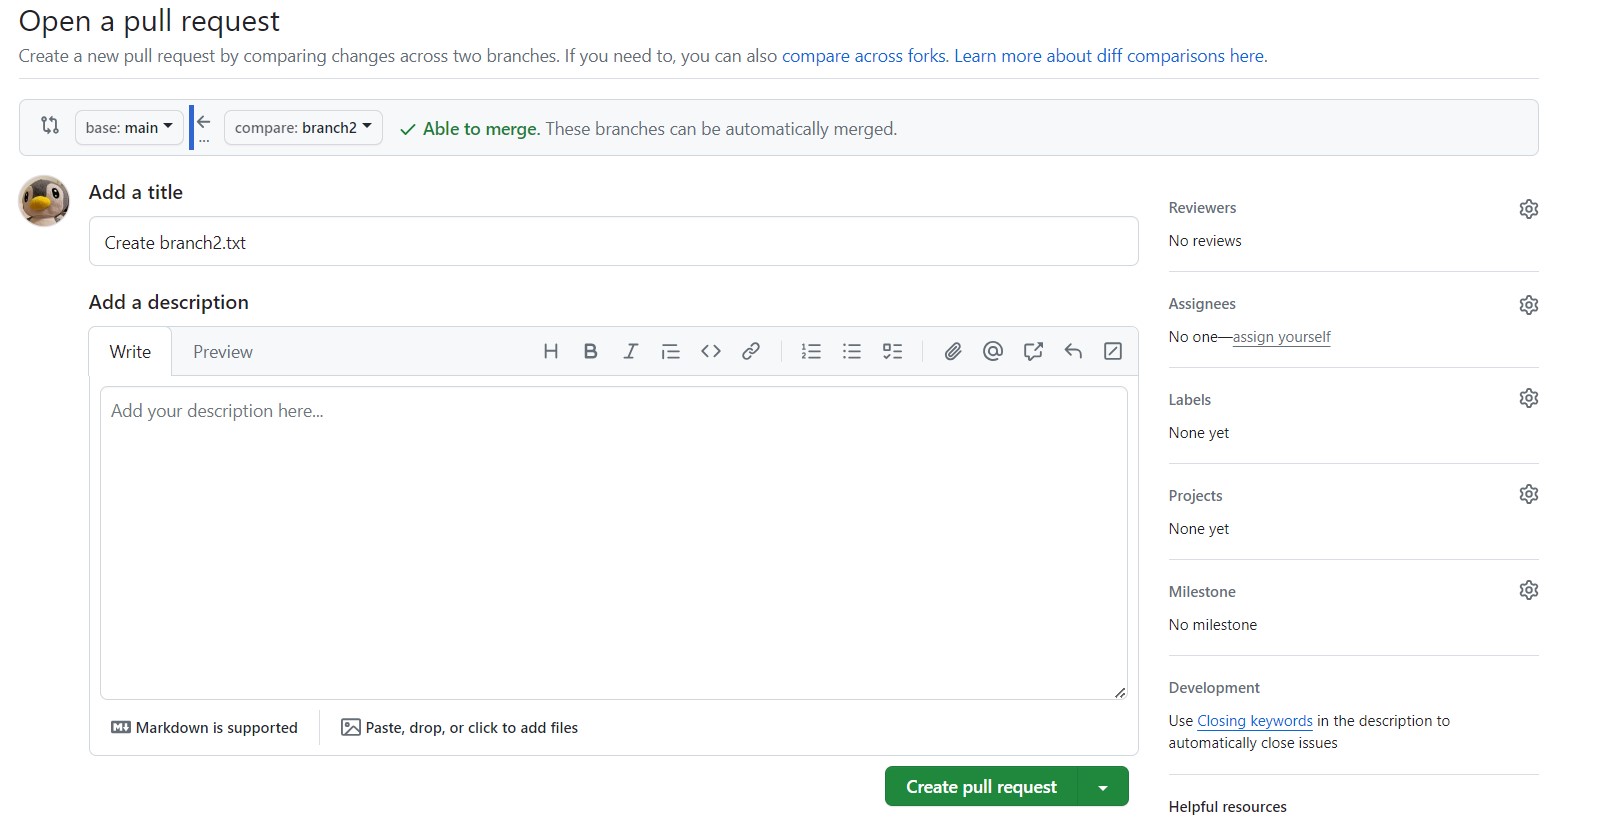 Open a pull request
Create a new pull request by comparing changes across two branches. If you need to, you can also compare across forks. Learn more about diff comparisons here.
base: main
...
compare: branch2
Able to merge. These branches can be automatically merged.
Add a title
Create branch2.txt
Add a description
Write
Preview
Add your description here...
Markdown is supported
Paste, drop, or click to add files
Create pull request
Reviewers
No reviews
Assignees
No one—assign yourself
Labels
None yet
Projects
None yet
Milestone
No milestone
Development
Use Closing keywords in the description to
automatically close issues
Helpful resources